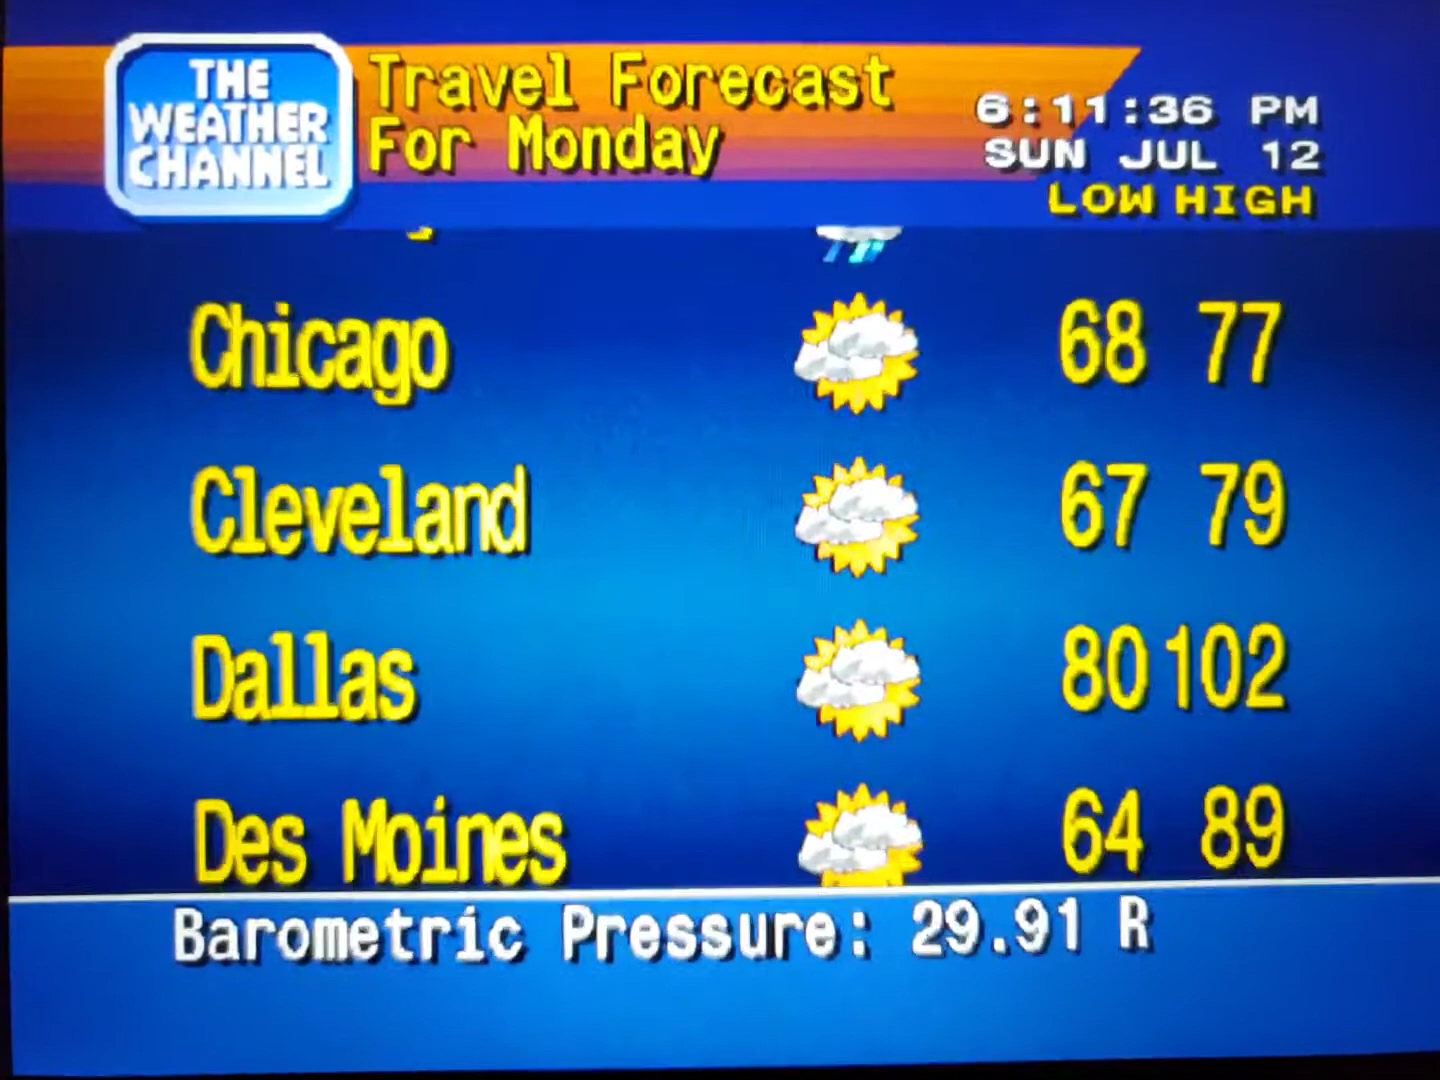 THE
WEATHER
CHANNEL
Travel Forecast
For Monday
6:11:36 PM
SUN JUL 12
LOW HIGH
Chicago 68 77
Cleveland 67 79
Dallas 80 102
Des Moines 64 89
Barometric Pressure: 29.91 R